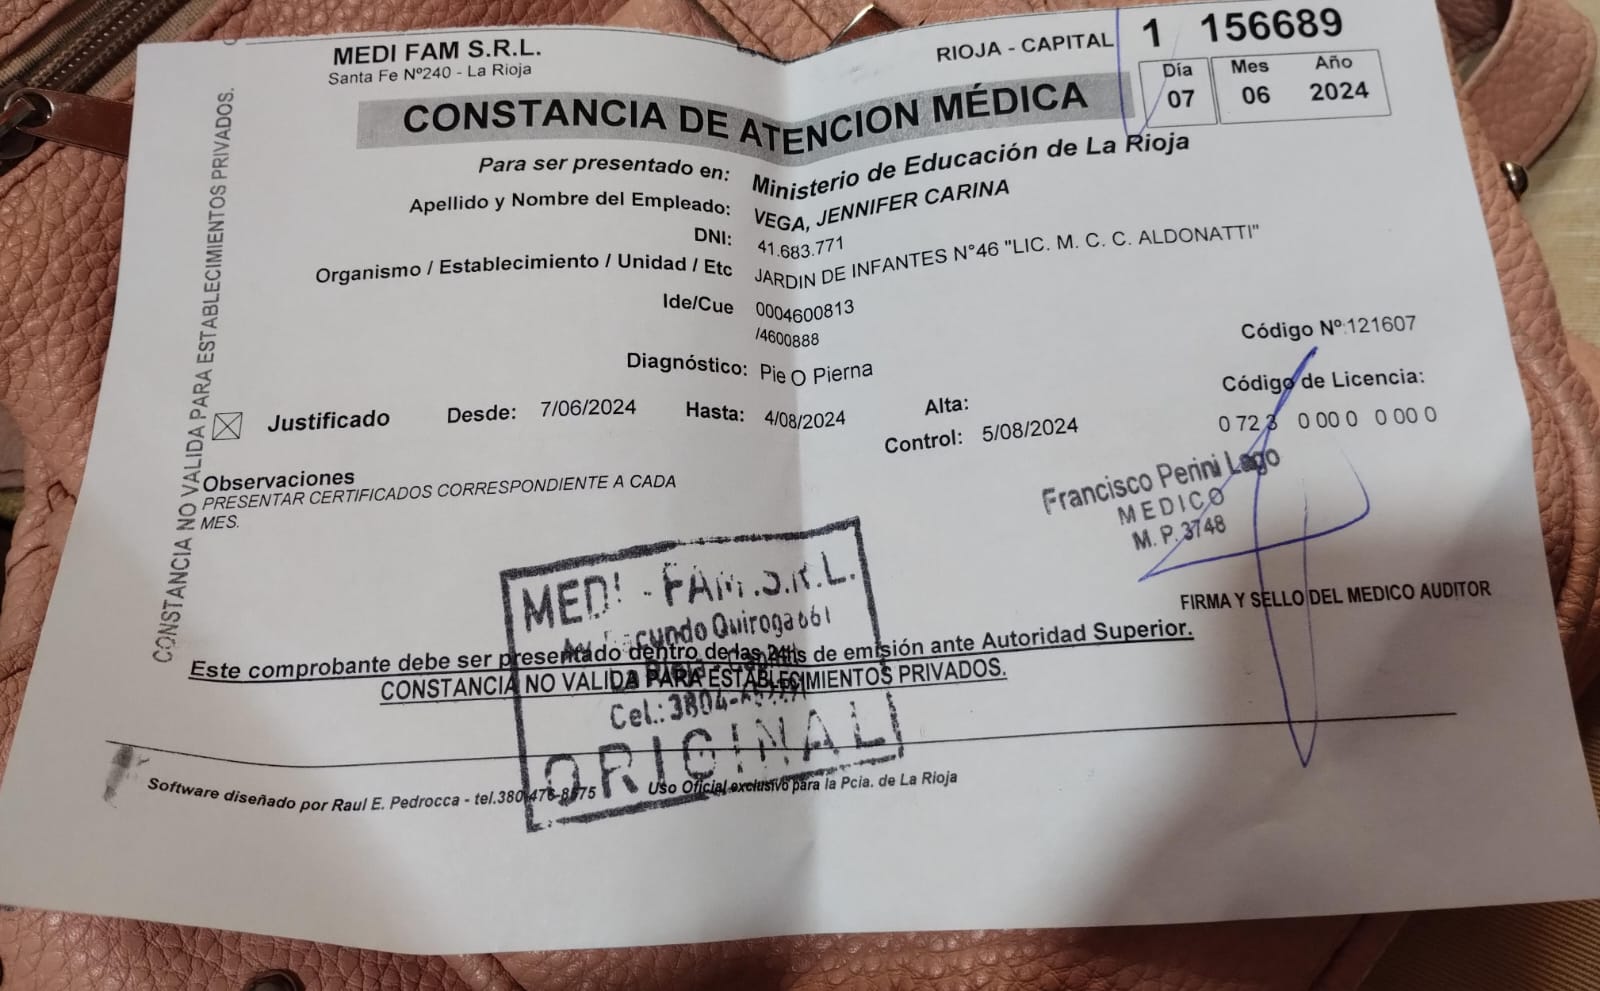 MEDI FAM S.R.L.
Santa Fe Nº240 - La Rioja
RIOJA - CAPITAL
1 156689
Día Mes Año
07 06 2024
CONSTANCIA DE ATENCION MÉDICA
Para ser presentado en: Ministerio de Educación de La Rioja
Apellido y Nombre del Empleado: VEGA, JENNIFER CARINA
DNI: 41.683.771
Organismo / Establecimiento / Unidad / Etc JARDIN DE INFANTES N°46 "LIC. M. C. C. ALDONATTI"
Ide/Cue 0004600813
/4600888
Código Nº:121607
Diagnóstico: Pie O Pierna
Código de Licencia:
0 72 3 0 00 0 0 00 0
Justificado Desde: 7/06/2024 Hasta: 4/08/2024 Alta:
Control: 5/08/2024
Observaciones
PRESENTAR CERTIFICADOS CORRESPONDIENTE A CADA
MES.
Francisco Perini Lago
MEDICO
M.P. 3748
FIRMA Y SELLO DEL MEDICO AUDITOR
MEDI - FAM S.R.L.
Quiroga 661
Cel.: 3804-
ORIGINAL
Este comprobante debe ser presentado dentro de las 24hs de emisión ante Autoridad Superior.
CONSTANCIA NO VALIDA PARA ESTABLECIMIENTOS PRIVADOS.
Software diseñado por Raul E. Pedrocca - tel.380 476-8575
Uso Oficial exclusivo para la Pcia. de La Rioja
CONSTANCIA NO VALIDA PARA ESTABLECIMIENTOS PRIVADOS.